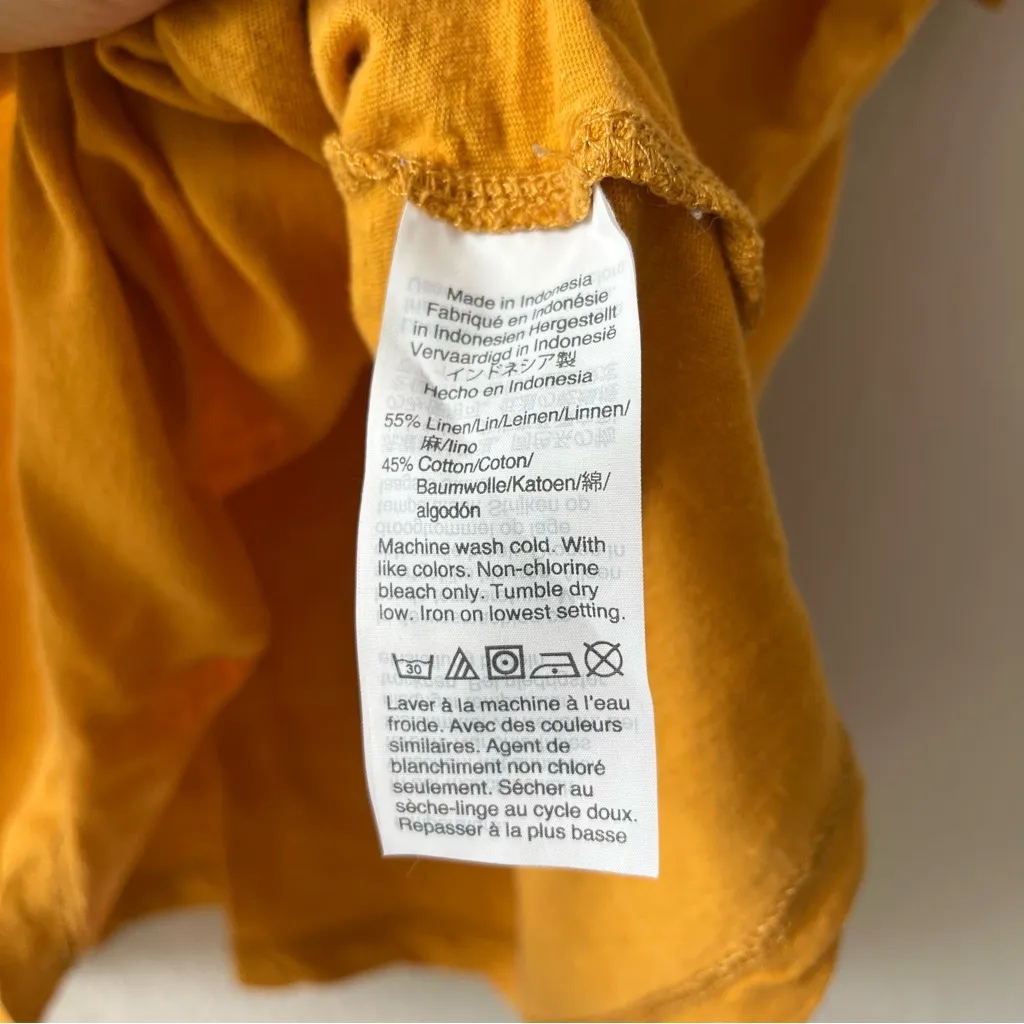 Made in Indonesia
Fabriqué en Indonésie
in Indonesien Hergestellt
Vervaardigd in Indonesië
インドネシア製
Hecho en Indonesia
55% Linen/Lin/Leinen/Linnen/
麻/lino
45% Cotton/Coton/
Baumwolle/Katoen/綿/
algodón
Machine wash cold. With
like colors. Non-chlorine
bleach only. Tumble dry
low. Iron on lowest setting.
30
Laver à la machine à l'eau
froide. Avec des couleurs
similaires. Agent de
blanchiment non chloré
seulement. Sécher au
sèche-linge au cycle doux.
Repasser à la plus basse